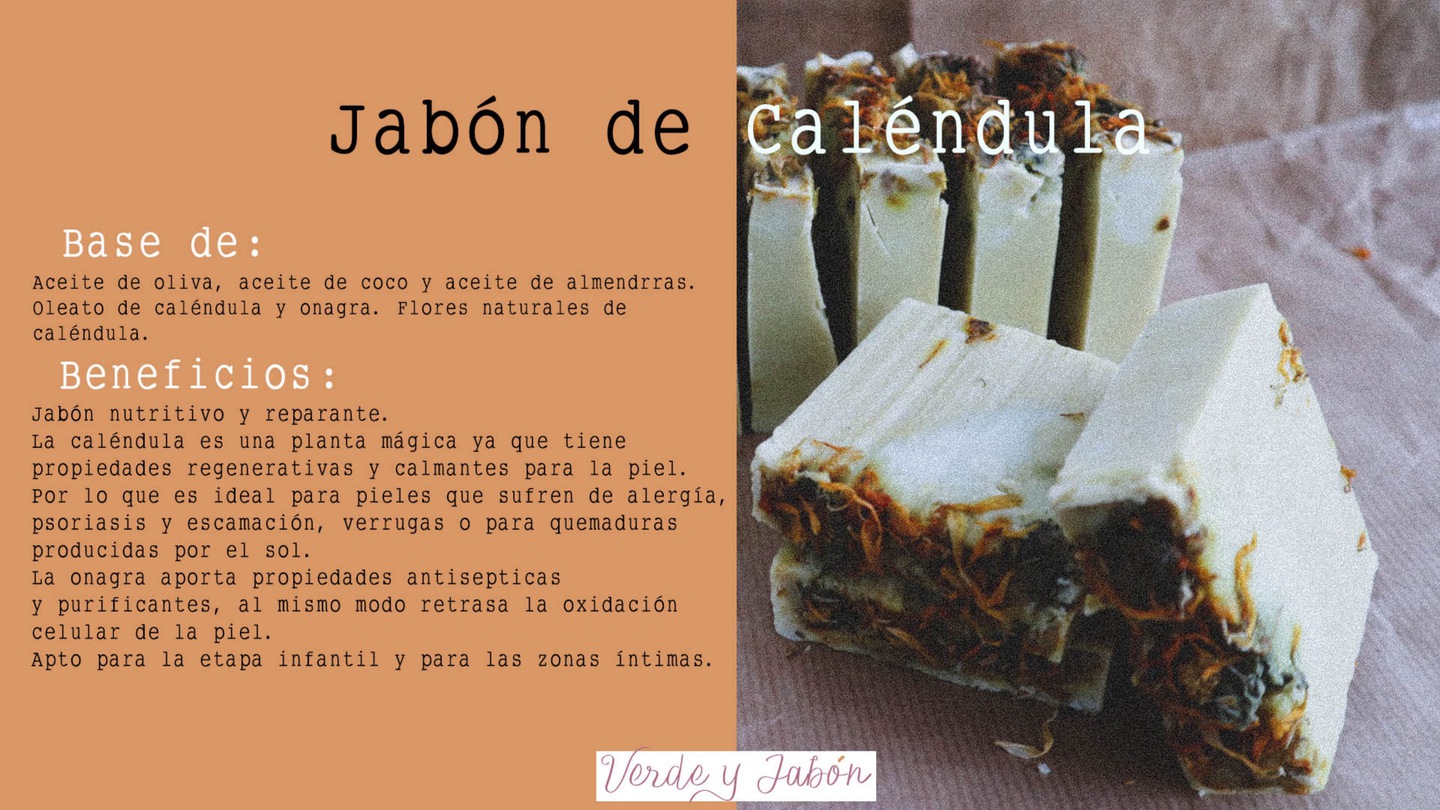 Jabón de Caléndula
Base de:
Aceite de oliva, aceite de coco y aceite de almendrras.
Oleato de caléndula y onagra. Flores naturales de
caléndula.
Beneficios:
Jabón nutritivo y reparante.
La caléndula es una planta mágica ya que tiene
propiedades regenerativas y calmantes para la piel.
Por lo que es ideal para pieles que sufren de alergía,
psoriasis y escamación, verrugas o para quemaduras
producidas por el sol.
La onagra aporta propiedades antisepticas
y purificantes, al mismo modo retrasa la oxidación
celular de la piel.
Apto para la etapa infantil y para las zonas íntimas.
Verde y Jabón